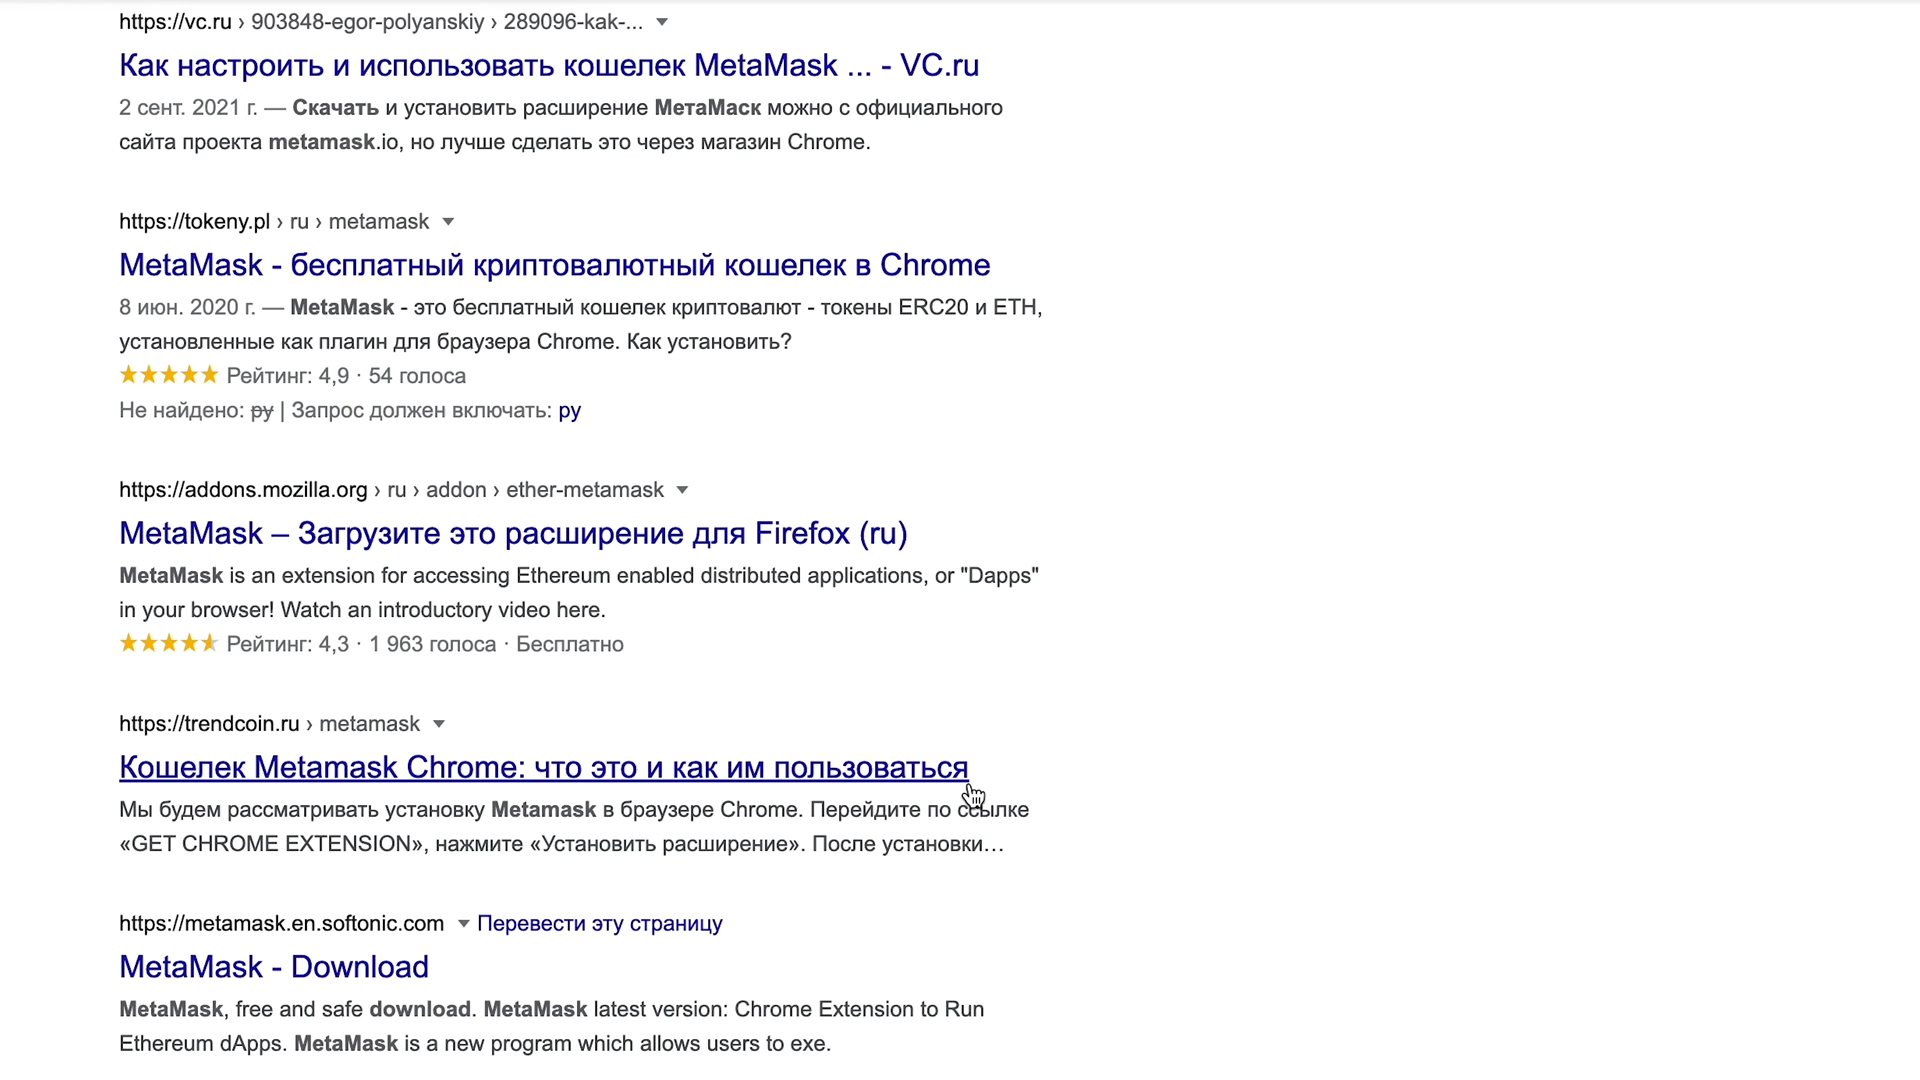 https://vc.ru › 903848-egor-polyanskiy › 289096-kak-...
Как настроить и использовать кошелек MetaMask ... - VC.ru
2 сент. 2021 г. — Скачать и установить расширение МетаМаск можно с официального
сайта проекта metamask.io, но лучше сделать это через магазин Chrome.
https://tokeny.pl › ru › metamask
MetaMask - бесплатный криптовалютный кошелек в Chrome
8 июн. 2020 г. — MetaMask - это бесплатный кошелек криптовалют - токены ERC20 и ETH,
установленные как плагин для браузера Chrome. Как установить?
Рейтинг: 4,9 · 54 голоса
Не найдено: ру | Запрос должен включать: ру
https://addons.mozilla.org › ru › addon › ether-metamask
MetaMask – Загрузите это расширение для Firefox (ru)
MetaMask is an extension for accessing Ethereum enabled distributed applications, or "Dapps"
in your browser! Watch an introductory video here.
Рейтинг: 4,3 · 1 963 голоса · Бесплатно
https://trendcoin.ru › metamask
Кошелек Metamask Chrome: что это и как им пользоваться
Мы будем рассматривать установку Metamask в браузере Chrome. Перейдите по ссылке
«GET CHROME EXTENSION», нажмите «Установить расширение». После установки…
https://metamask.en.softonic.com Перевести эту страницу
MetaMask - Download
MetaMask, free and safe download. MetaMask latest version: Chrome Extension to Run
Ethereum dApps. MetaMask is a new program which allows users to exe.